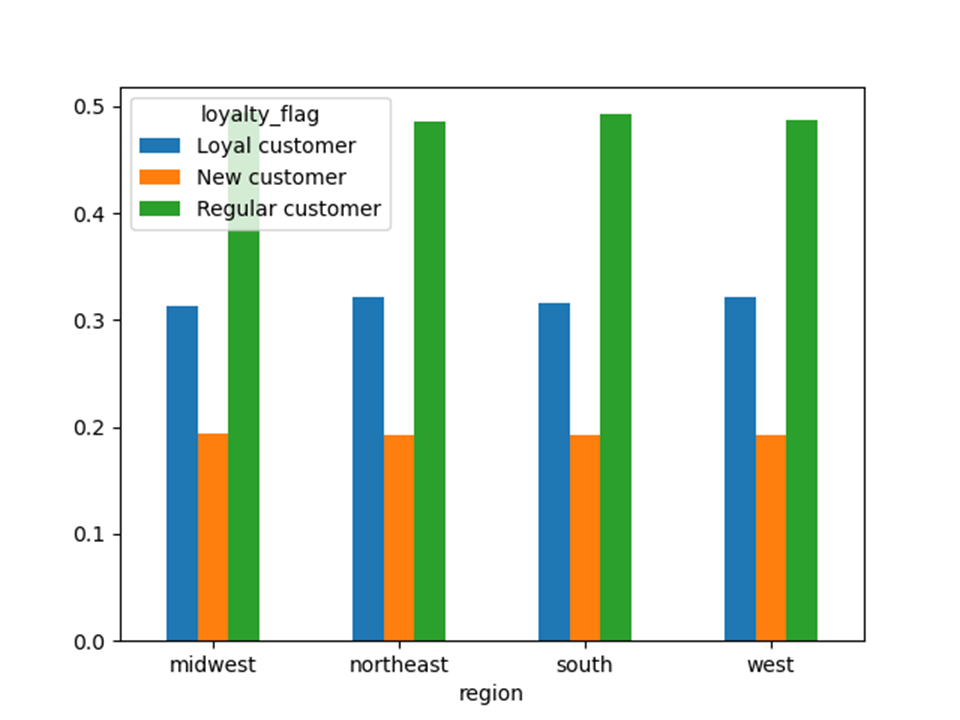 loyalty_flag
Loyal customer
New customer
Regular customer
0.5
0.4
0.3
0.2
0.1
0.0
midwest northeast south west
region